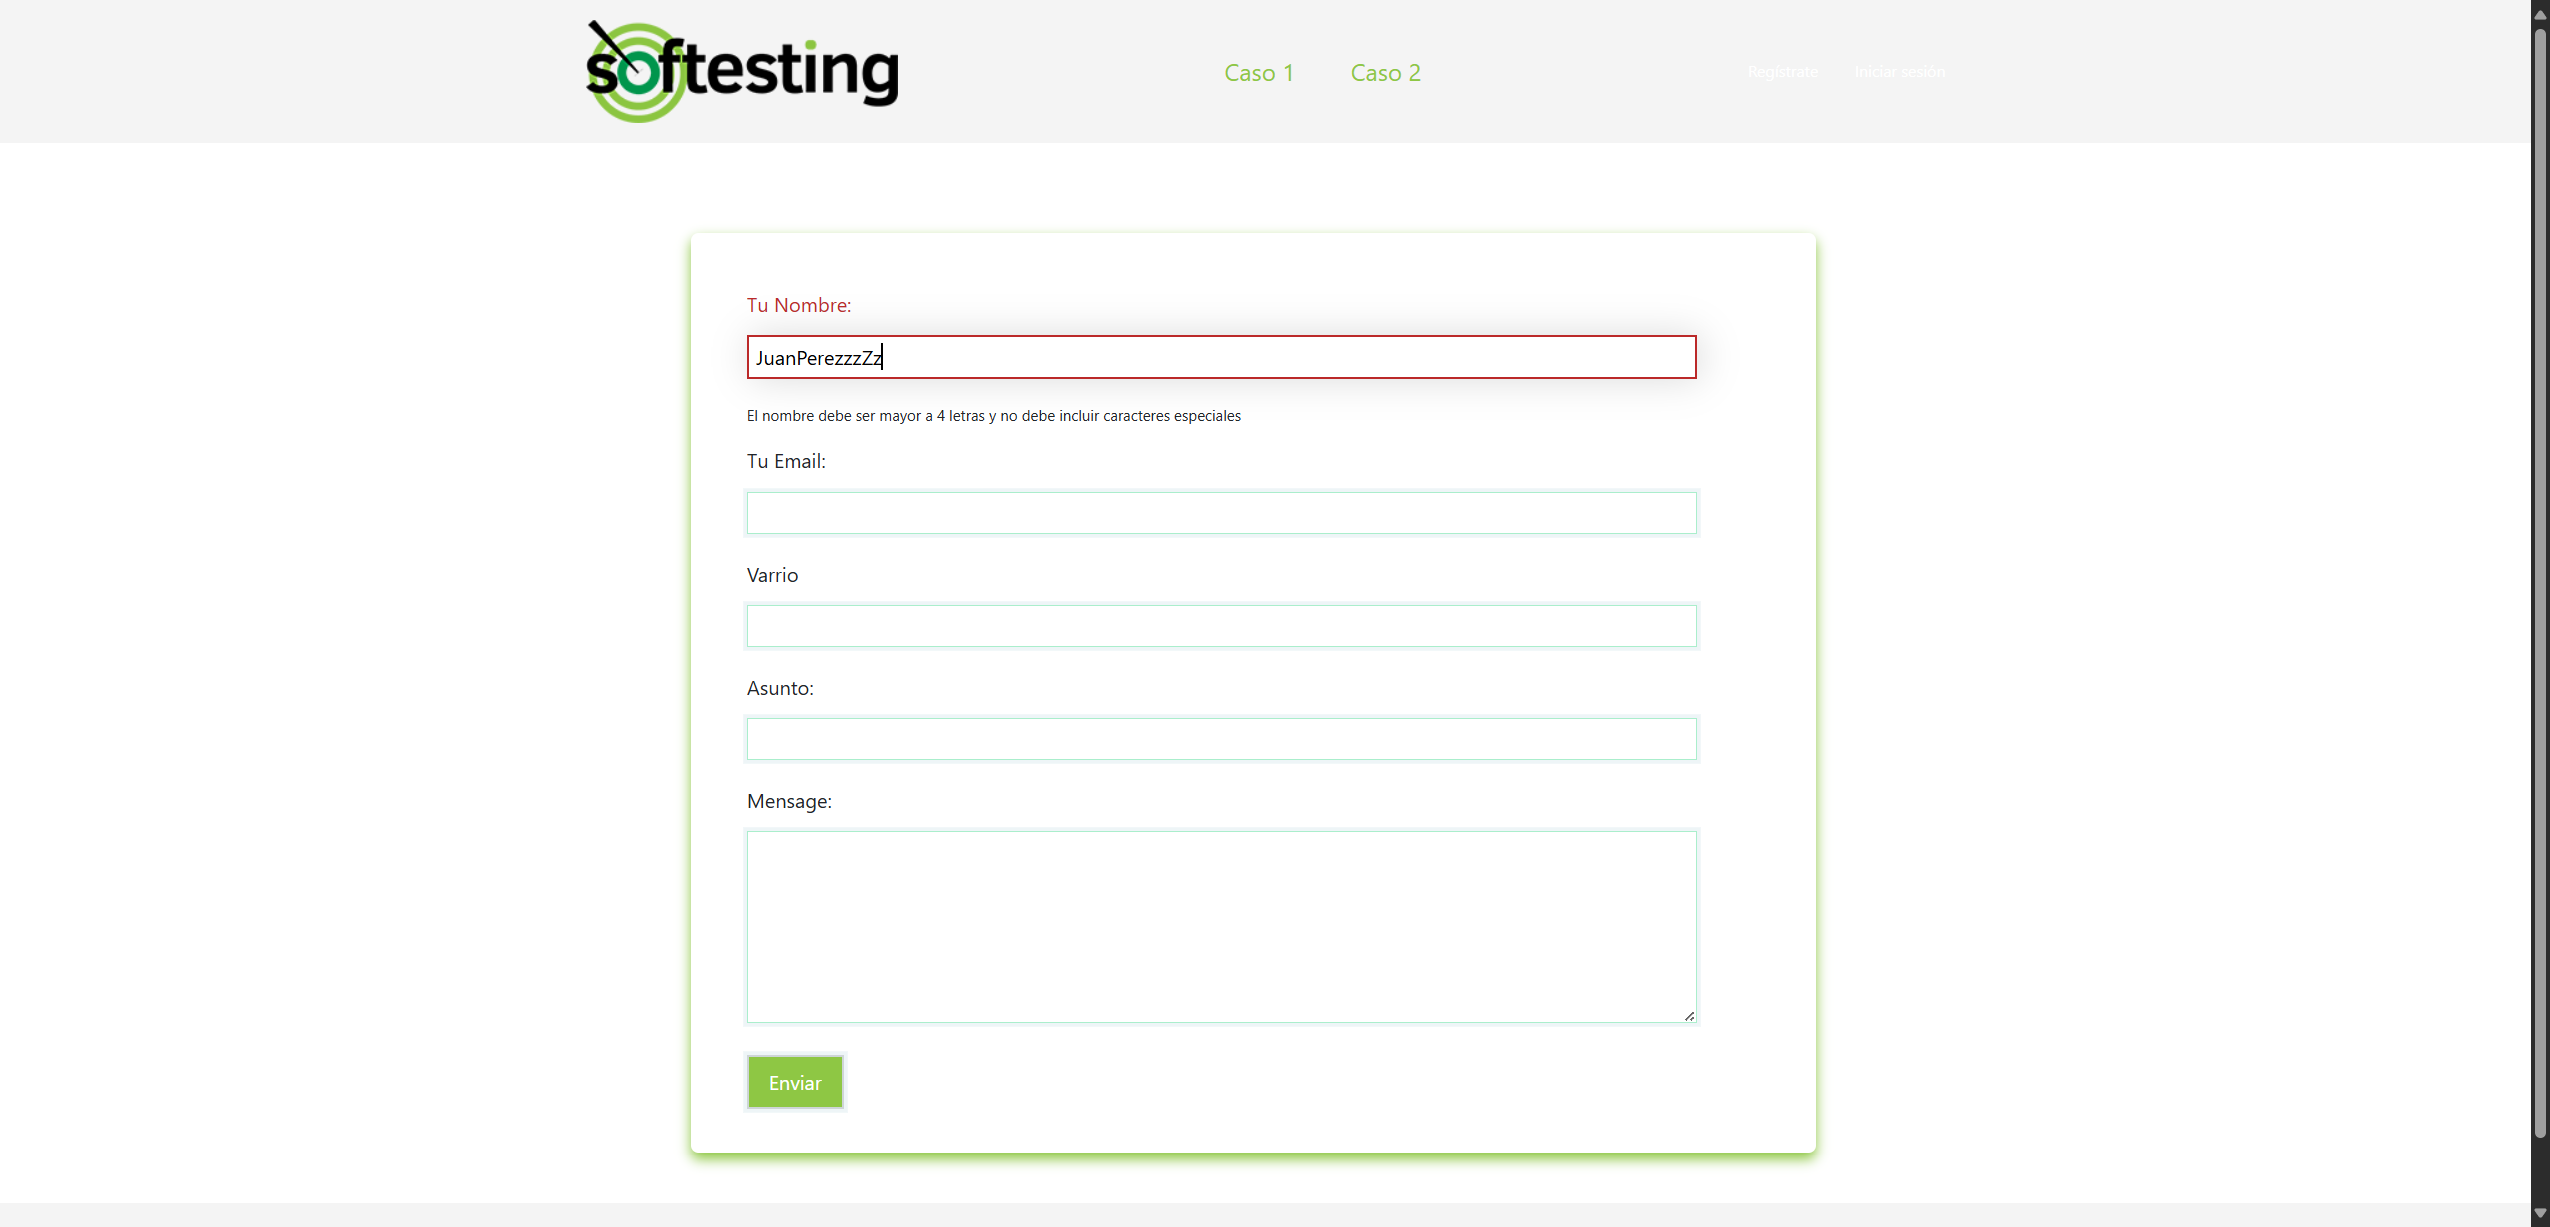 softesting
Caso 1 Caso 2
Regístrate Iniciar sesión
Tu Nombre:
JuanPerezzzZz
El nombre debe ser mayor a 4 letras y no debe incluir caracteres especiales
Tu Email:
Varrio
Asunto:
Mensage:
Enviar